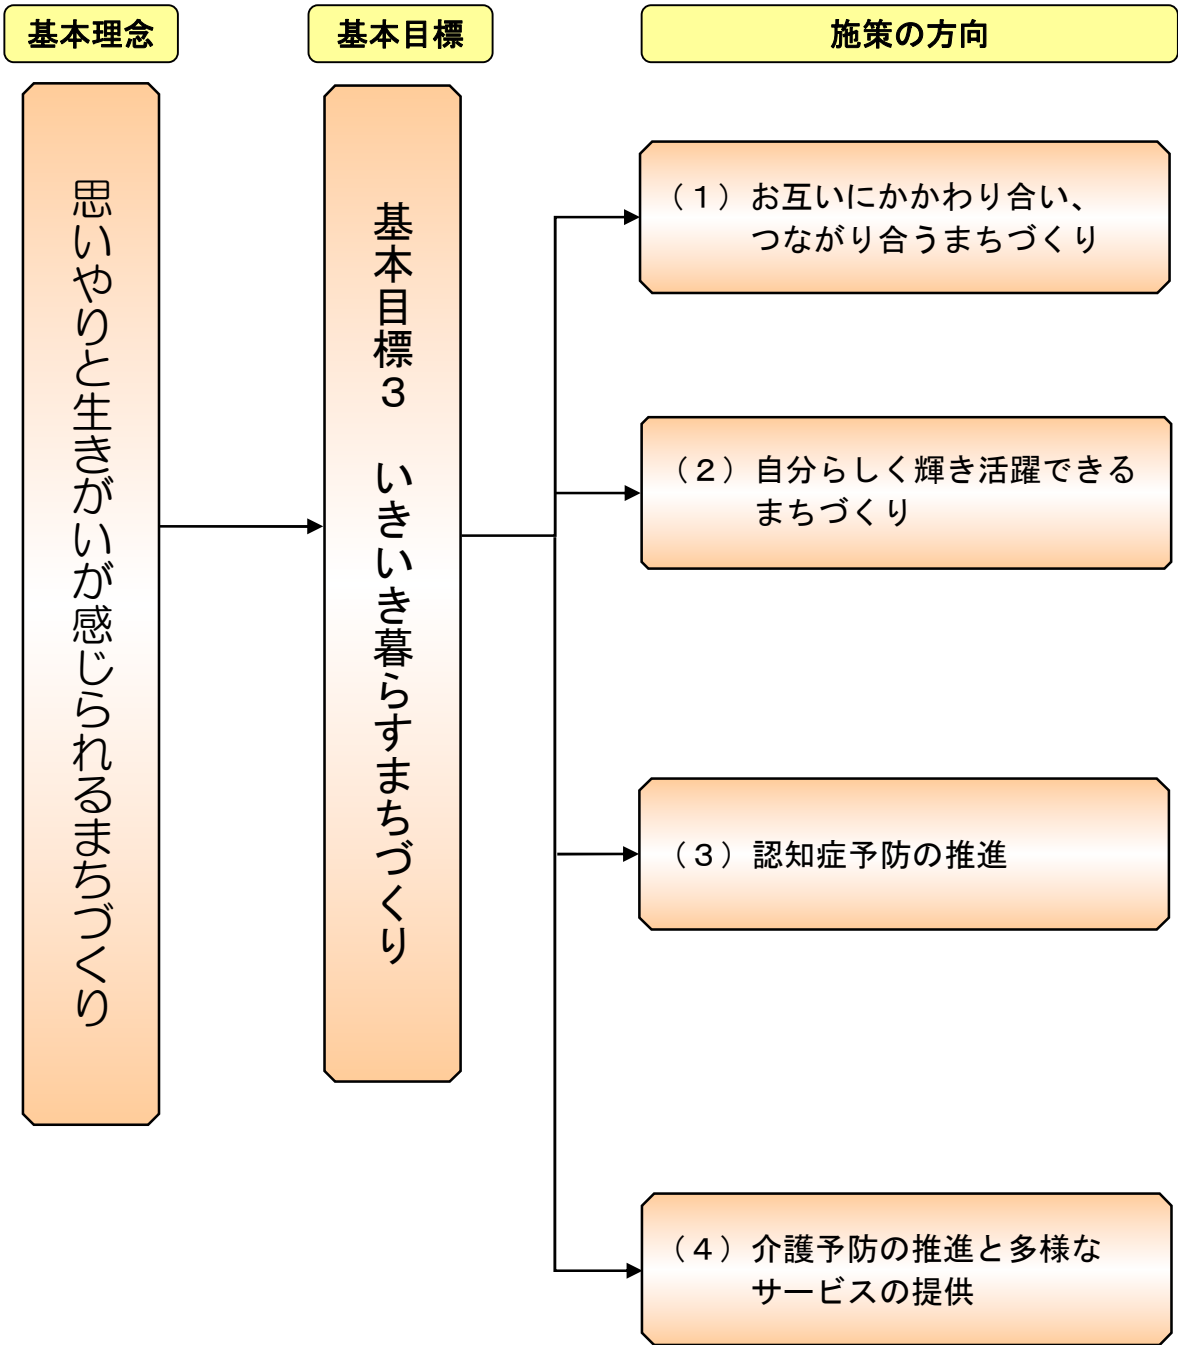 基本理念
基本目標
施策の方向
思いやりと生きがいが感じられるまちづくり
基本目標３　いきいき暮らすまちづくり
（１）お互いにかかわり合い、
つながり合うまちづくり
（２）自分らしく輝き活躍できる
まちづくり
（３）認知症予防の推進
（４）介護予防の推進と多様な
サービスの提供